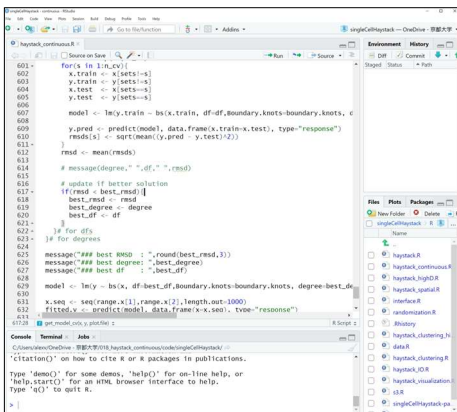 singleCellHaystack - RStudio
File Edit Code View Plots Session Build Debug Profile Tools Help
Go to file/function
Addins
singleCellHaystack — OneDrive - 京都大学
haystack_continuous.R
Source on Save
Run
Source
601 for(s in 1:n_cv){
602 x.train <- x[sets!=s]
603 y.train <- y[sets!=s]
604 x.test <- x[sets==s]
605 y.test <- y[sets==s]
606
607 model <- lm(y.train ~ bs(x.train, df=df,Boundary.knots=boundary.knots, d
608
609 y.pred <- predict(model, data.frame(x.train=x.test), type="response")
610 rmsds[s] <- sqrt(mean((y.pred - y.test)^2))
611 }
612 rmsd <- mean(rmsds)
613
614 # message(degree," ",df," ",rmsd)
615
616 # update if better solution
617 if(rmsd < best_rmsd){
618 best_rmsd <- rmsd
619 best_degree <- degree
620 best_df <- df
621 }
622 }# for dfs
623 }# for degrees
624
625 message("### best RMSD : ",round(best_rmsd,3))
626 message("### best degree: ",best_degree)
627 message("### best df : ",best_df)
628
629 model <- lm(y ~ bs(x, df=best_df,Boundary.knots=boundary.knots, degree=best_de
630
631 x.seq <- seq(range.x[1],range.x[2],length.out=1000)
632 fitted.y <- predict(model, data.frame(x=x.seq), type="response")
633
617:28 get_model_cv(x, y, plot.file) R Script
Console Terminal Jobs
C:/Users/alexv/OneDrive - 京都大学/018_haystack_continuous/code/singleCellHaystack/
'citation()' on how to cite R or R packages in publications.
Type 'demo()' for some demos, 'help()' for on-line help, or
'help.start()' for an HTML browser interface to help.
Type 'q()' to quit R.
>
Environment History
Diff Commit
Staged Status Path
Files Plots Packages
New Folder Delete
singleCellHaystack R
Name
..
haystack.R
haystack_continuous.R
haystack_highD.R
haystack_spatial.R
interface.R
randomization.R
.Rhistory
haystack_clustering_hi
data.R
haystack_clustering.R
haystack_IO.R
haystack_visualization.
s3.R
singleCellHaystack-pa